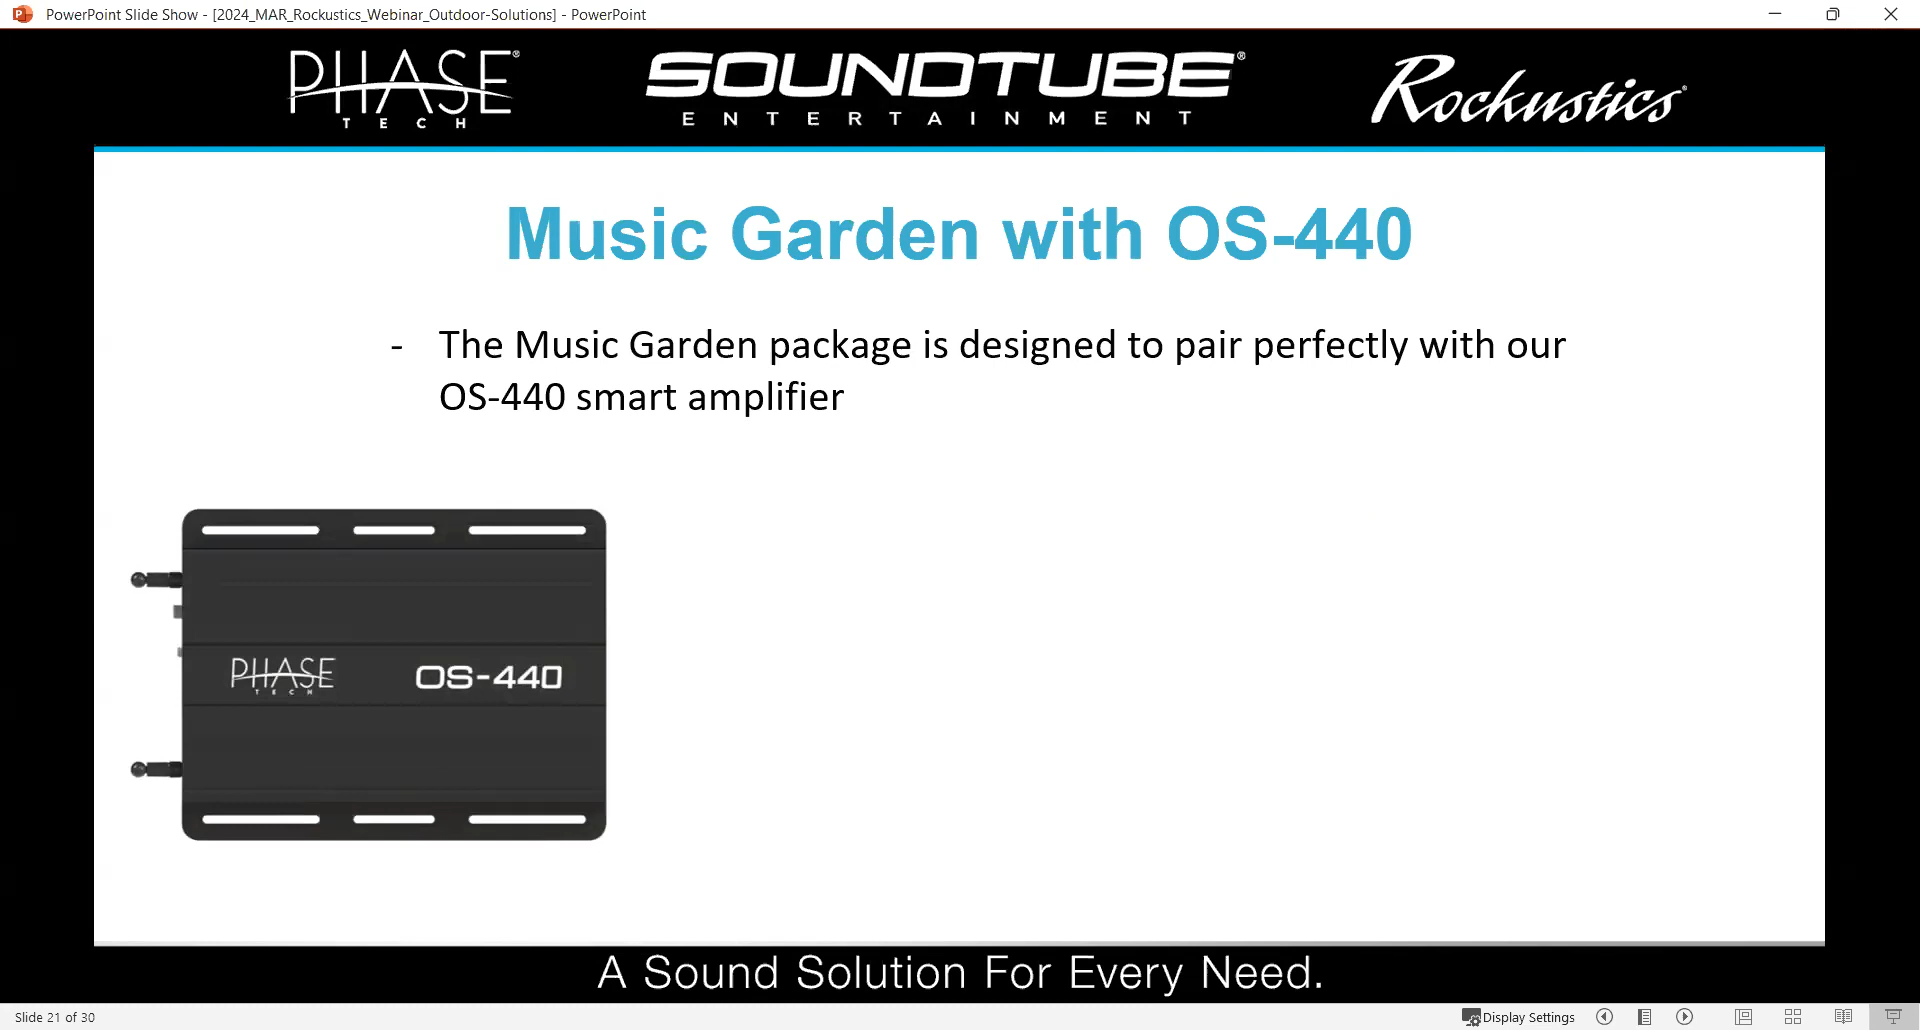 PowerPoint Slide Show - [2024_MAR_Rockustics_Webinar_Outdoor-Solutions] - PowerPoint
PHASE®
TECH
SOUNDTUBE®
ENTERTAINMENT
Rockustics®
Music Garden with OS-440
- The Music Garden package is designed to pair perfectly with our
OS-440 smart amplifier
PHASE
TECH
OS-440
A Sound Solution For Every Need.
Slide 21 of 30
Display Settings